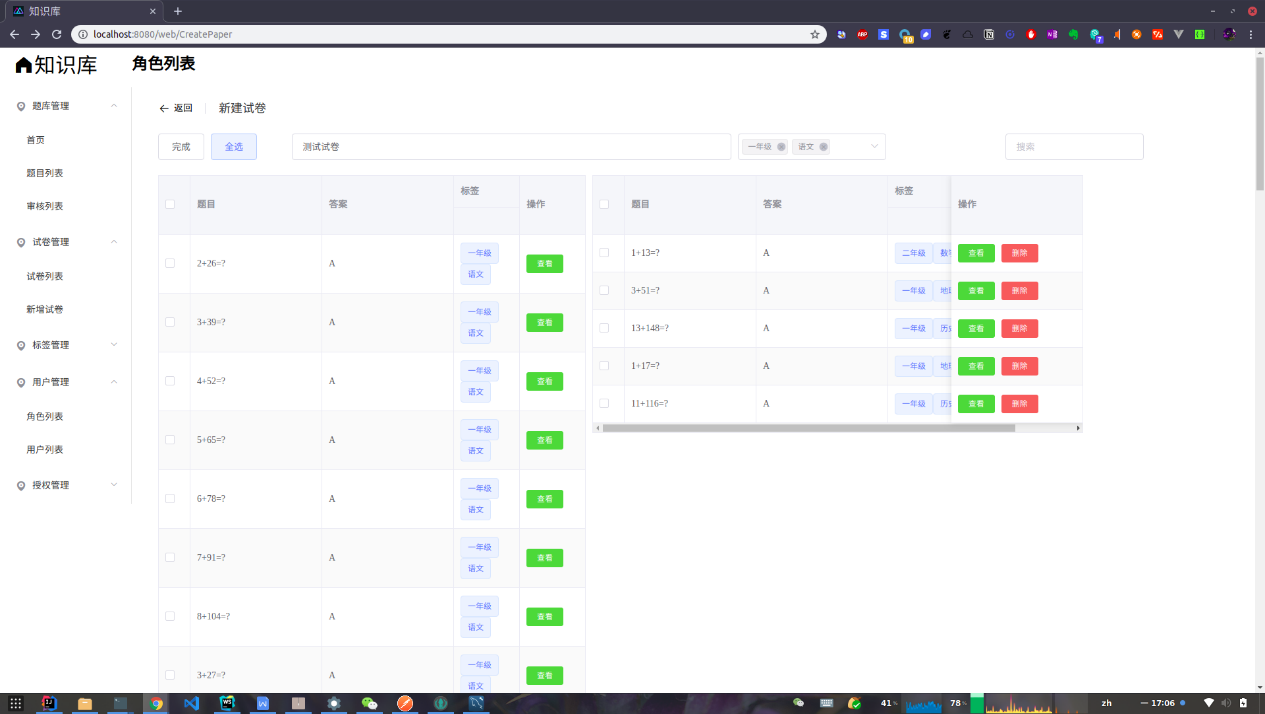 知识库
localhost:8080/web/CreatePaper
知识库
角色列表
题库管理
首页
题目列表
审核列表
试卷管理
试卷列表
新增试卷
标签管理
用户管理
角色列表
用户列表
授权管理
返回 新建试卷
完成 全选 测试试卷 一年级 语文 搜索
题目 答案 标签 操作
2+26=? A 一年级 语文 查看
3+39=? A 一年级 语文 查看
4+52=? A 一年级 语文 查看
5+65=? A 一年级 语文 查看
6+78=? A 一年级 语文 查看
7+91=? A 一年级 语文 查看
8+104=? A 一年级 语文 查看
3+27=? A 一年级 语文 查看
题目 答案 标签 操作
1+13=? A 二年级 查看 删除
3+51=? A 一年级 查看 删除
13+148=? A 一年级 查看 删除
1+17=? A 一年级 查看 删除
11+116=? A 一年级 查看 删除
41% 78% zh 17:06